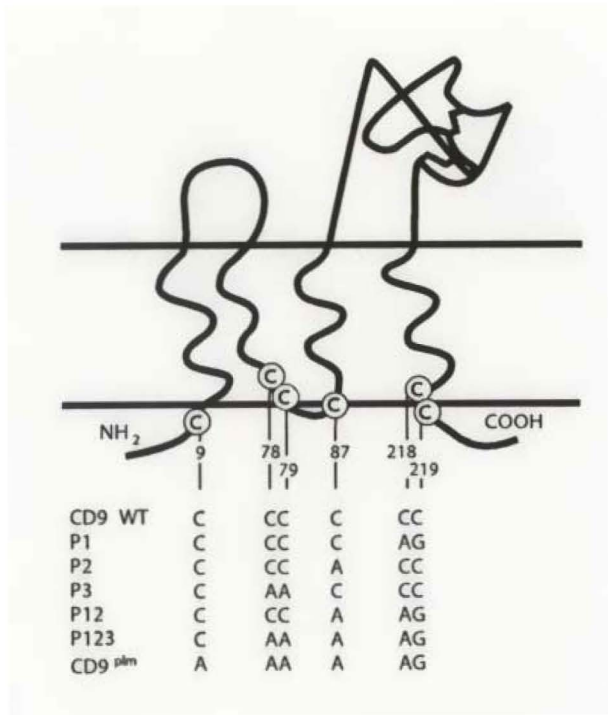 C C C C C C
NH2 COOH
9 78 87 218
79 219
CD9 WT C CC C CC
P1 C CC C AG
P2 C CC A CC
P3 C AA C CC
P12 C CC A AG
P123 C AA A AG
CD9 plm A AA A AG